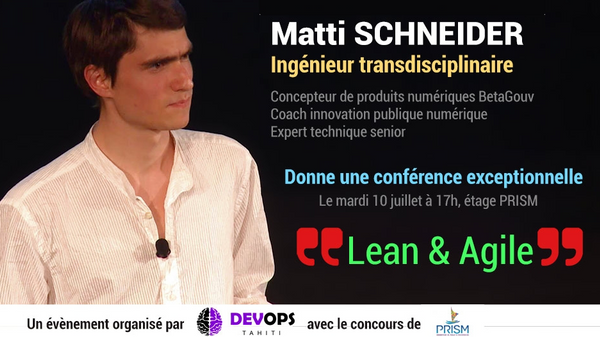 Matti SCHNEIDER
Ingénieur transdisciplinaire
Concepteur de produits numériques BetaGouv
Coach innovation publique numérique
Expert technique senior
Donne une conférence exceptionnelle
Le mardi 10 juillet à 17h, étage PRISM
“Lean & Agile”
Un évènement organisé par DEVOPS TAHITI avec le concours de PRISM